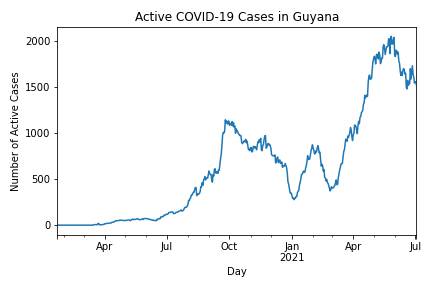 Active COVID-19 Cases in Guyana
Number of Active Cases
2000
1500
1000
500
0
Apr Jul Oct Jan Apr Jul
2021
Day